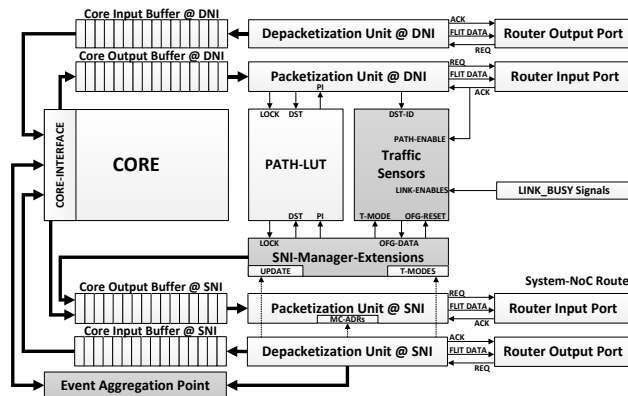 Core Input Buffer @ DNI
Depacketization Unit @ DNI
ACK
FLIT DATA
REQ
Router Output Port
Core Output Buffer @ DNI
Packetization Unit @ DNI
REQ
FLIT DATA
ACK
Router Input Port
LOCK
DST
PI
DST-ID
CORE-INTERFACE
CORE
PATH-LUT
Traffic
Sensors
PATH-ENABLE
LINK-ENABLES
LINK_BUSY Signals
T-MODE
OFG-RESET
DST
PI
LOCK
OFG-DATA
SNI-Manager-Extensions
UPDATE
T-MODES
Core Output Buffer @ SNI
System-NoC Route
Packetization Unit @ SNI
MC-ADRs
REQ
FLIT DATA
ACK
Router Input Port
Core Input Buffer @ SNI
Depacketization Unit @ SNI
ACK
FLIT DATA
REQ
Router Output Port
Event Aggregation Point